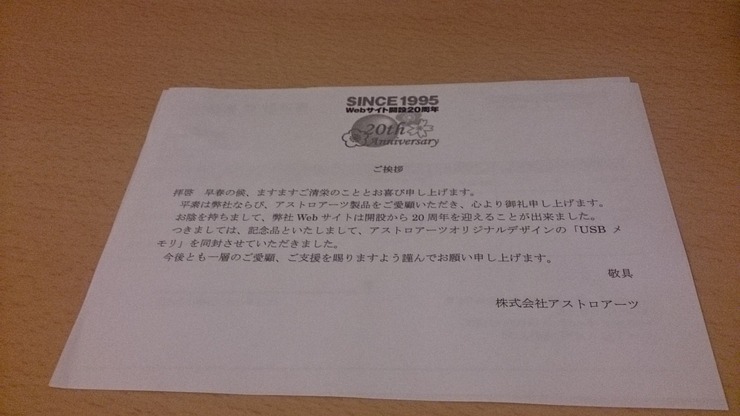 SINCE 1995
Webサイト開設20周年
20th
Anniversary
ご挨拶
拝啓　早春の候、ますますご清栄のこととお喜び申し上げます。
平素は弊社ならび、アストロアーツ製品をご愛顧いただき、心より御礼申し上げます。
お陰を持ちまして、弊社 Web サイトは開設から 20 周年を迎えることが出来ました。
つきましては、記念品といたしまして、アストロアーツオリジナルデザインの「USB メ
モリ」を同封させていただきました。
今後とも一層のご愛顧、ご支援を賜りますよう謹んでお願い申し上げます。
敬具
株式会社アストロアーツ